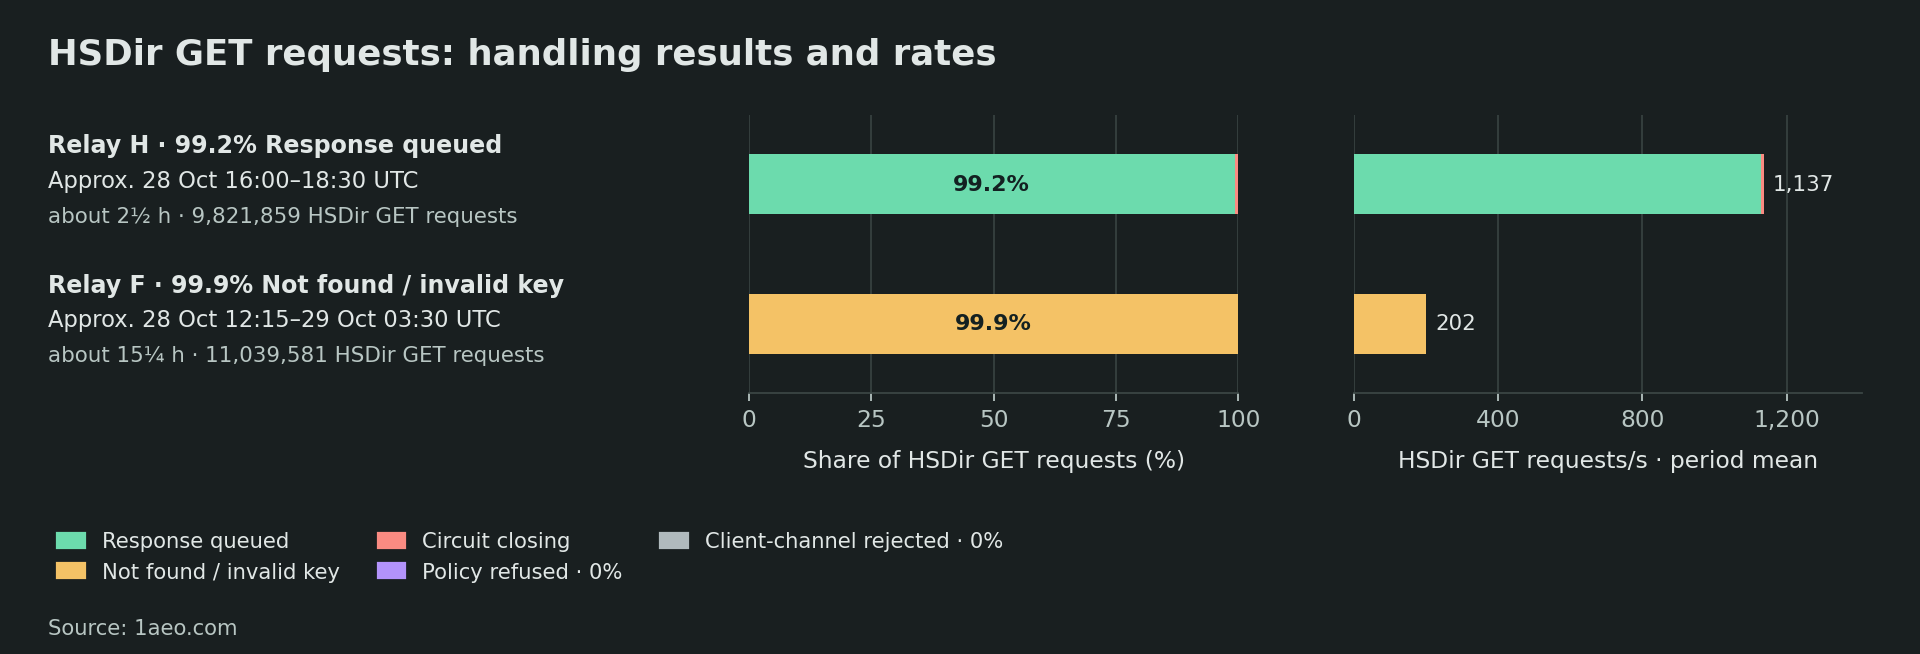 HSDir GET requests: handling results and rates
Relay H · 99.2% Response queued
Approx. 28 Oct 16:00–18:30 UTC
about 2½ h · 9,821,859 HSDir GET requests
99.2%
1,137
Relay F · 99.9% Not found / invalid key
Approx. 28 Oct 12:15–29 Oct 03:30 UTC
about 15¼ h · 11,039,581 HSDir GET requests
99.9%
202
0 25 50 75 100
Share of HSDir GET requests (%)
0 400 800 1,200
HSDir GET requests/s · period mean
Response queued
Not found / invalid key
Circuit closing
Policy refused · 0%
Client-channel rejected · 0%
Source: 1aeo.com